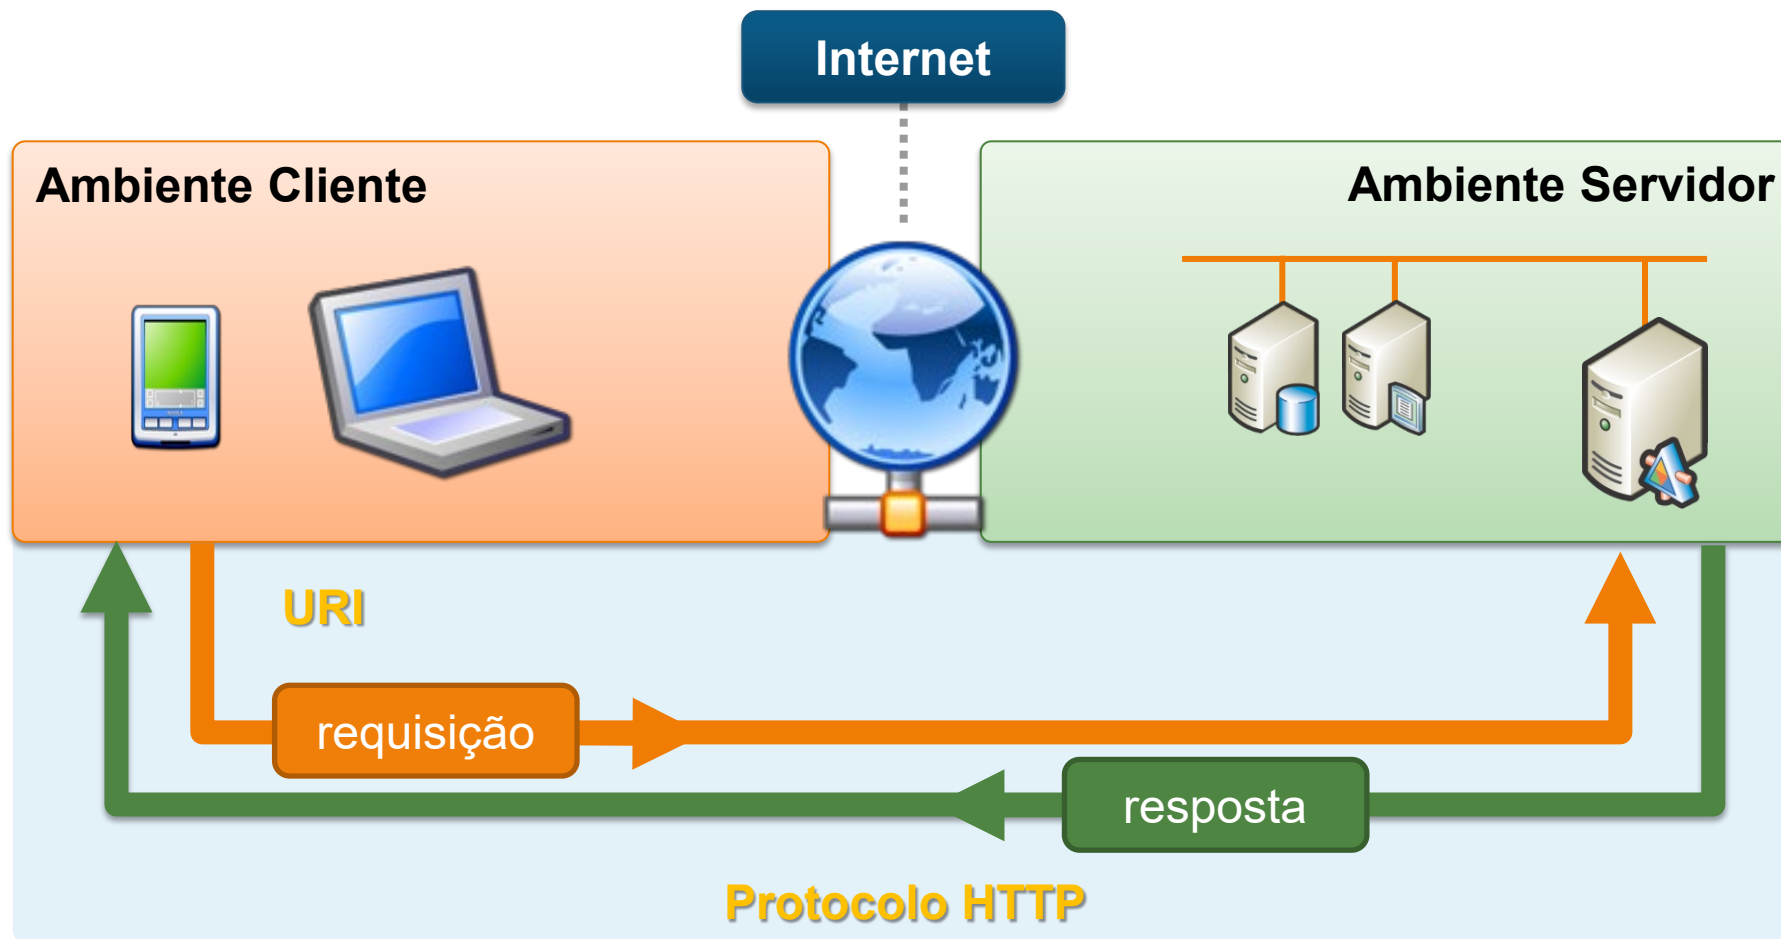 Internet
Ambiente Cliente
Ambiente Servidor
URI
requisição
resposta
Protocolo HTTP